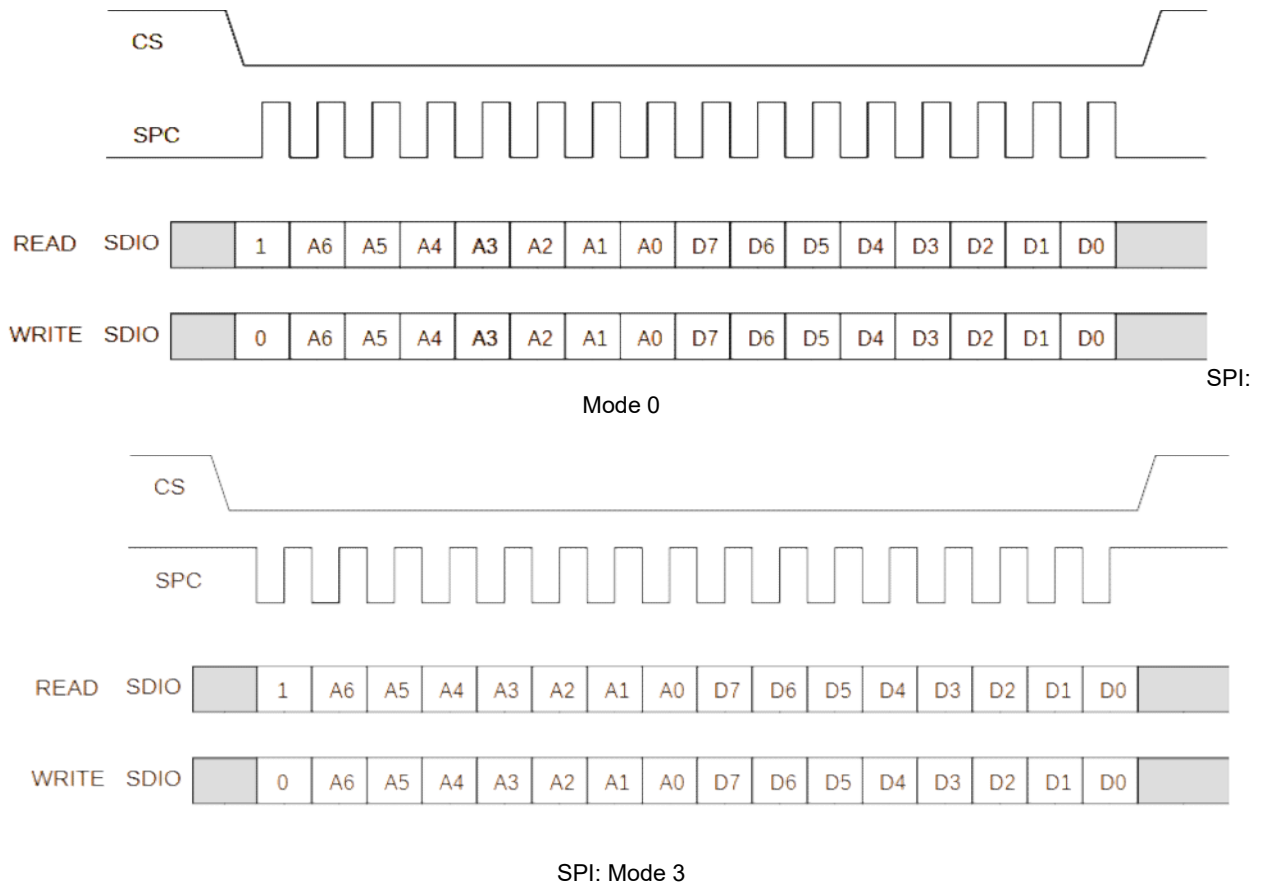 CS
SPC
READ SDIO 1 A6 A5 A4 A3 A2 A1 A0 D7 D6 D5 D4 D3 D2 D1 D0
WRITE SDIO 0 A6 A5 A4 A3 A2 A1 A0 D7 D6 D5 D4 D3 D2 D1 D0
SPI:
Mode 0
CS
SPC
READ SDIO 1 A6 A5 A4 A3 A2 A1 A0 D7 D6 D5 D4 D3 D2 D1 D0
WRITE SDIO 0 A6 A5 A4 A3 A2 A1 A0 D7 D6 D5 D4 D3 D2 D1 D0
SPI: Mode 3